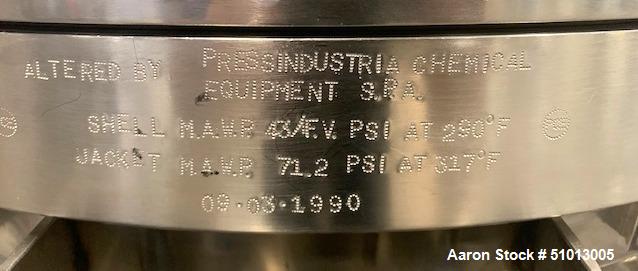 ALTERED BY PRESSINDUSTRIA CHEMICAL
EQUIPMENT S.P.A.
SHELL M.A.W.P. 43/F.V. PSI AT 290°F
JACKET M.A.W.P. 71.2 PSI AT 317°F
09·03·1990
Aaron Stock # 51013005